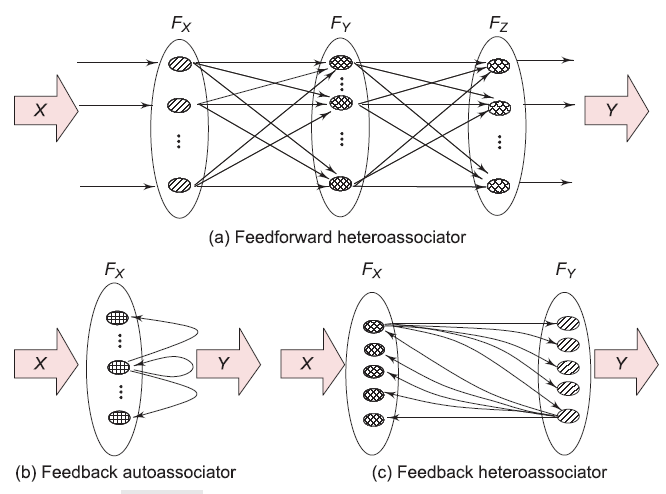 F_X F_Y F_Z
X Y
(a) Feedforward heteroassociator
F_X F_X F_Y
X Y X Y
(b) Feedback autoassociator (c) Feedback heteroassociator